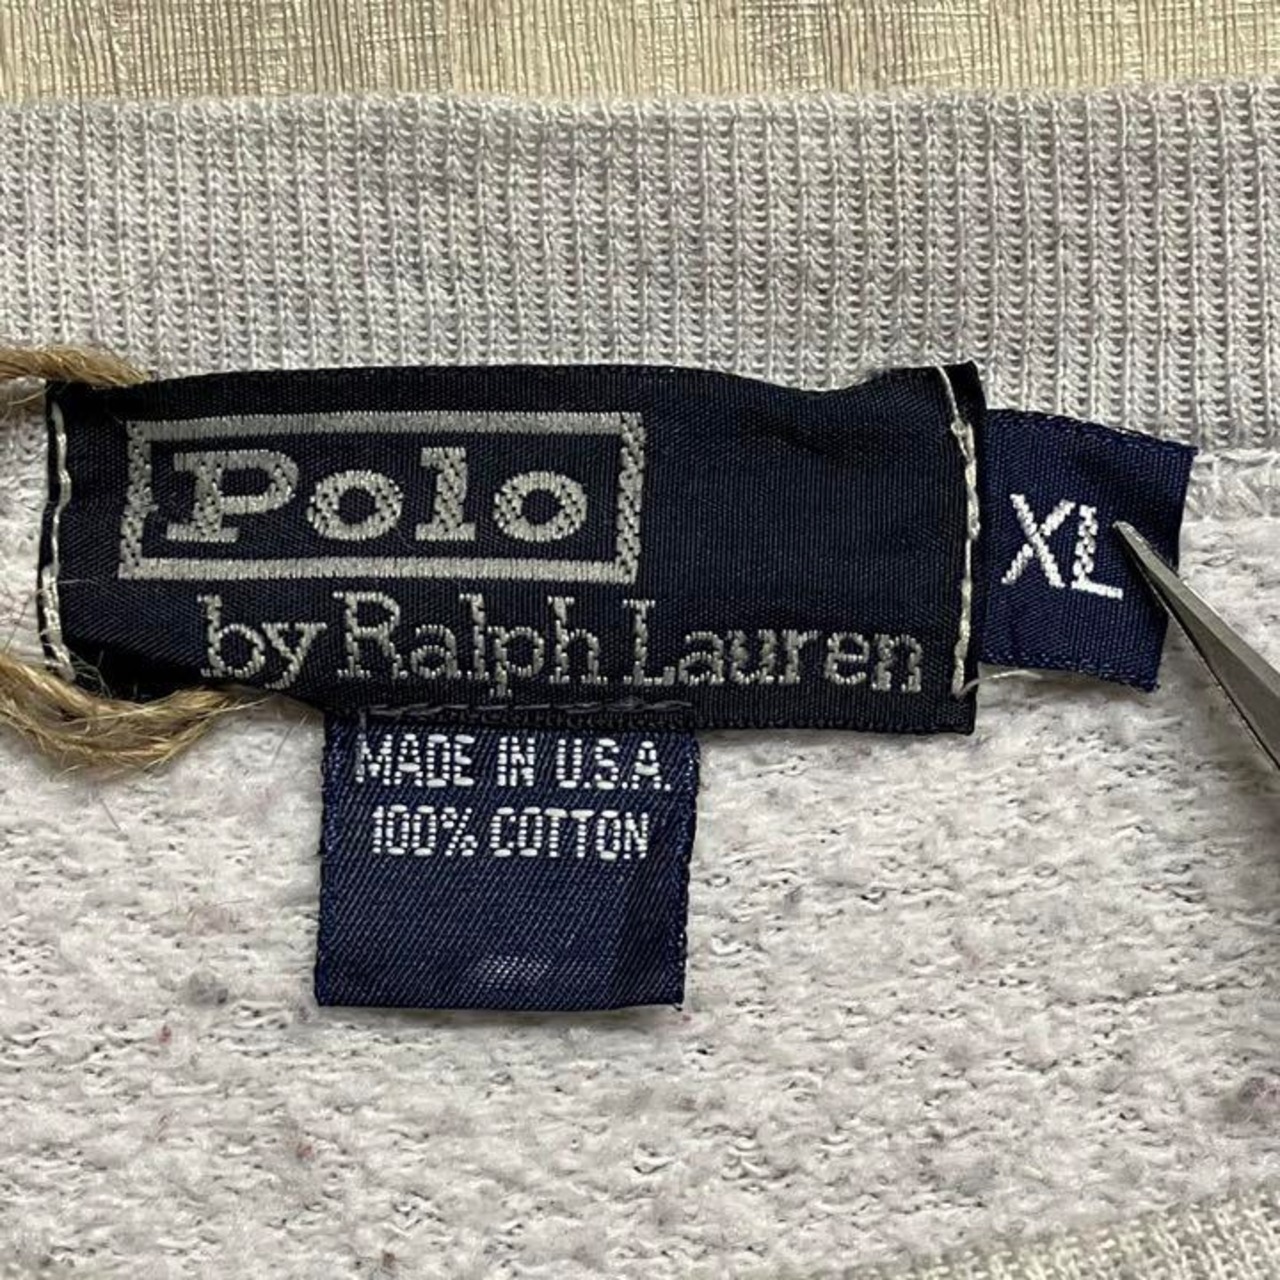 Polo
by Ralph Lauren
XL
MADE IN U.S.A.
100% COTTON